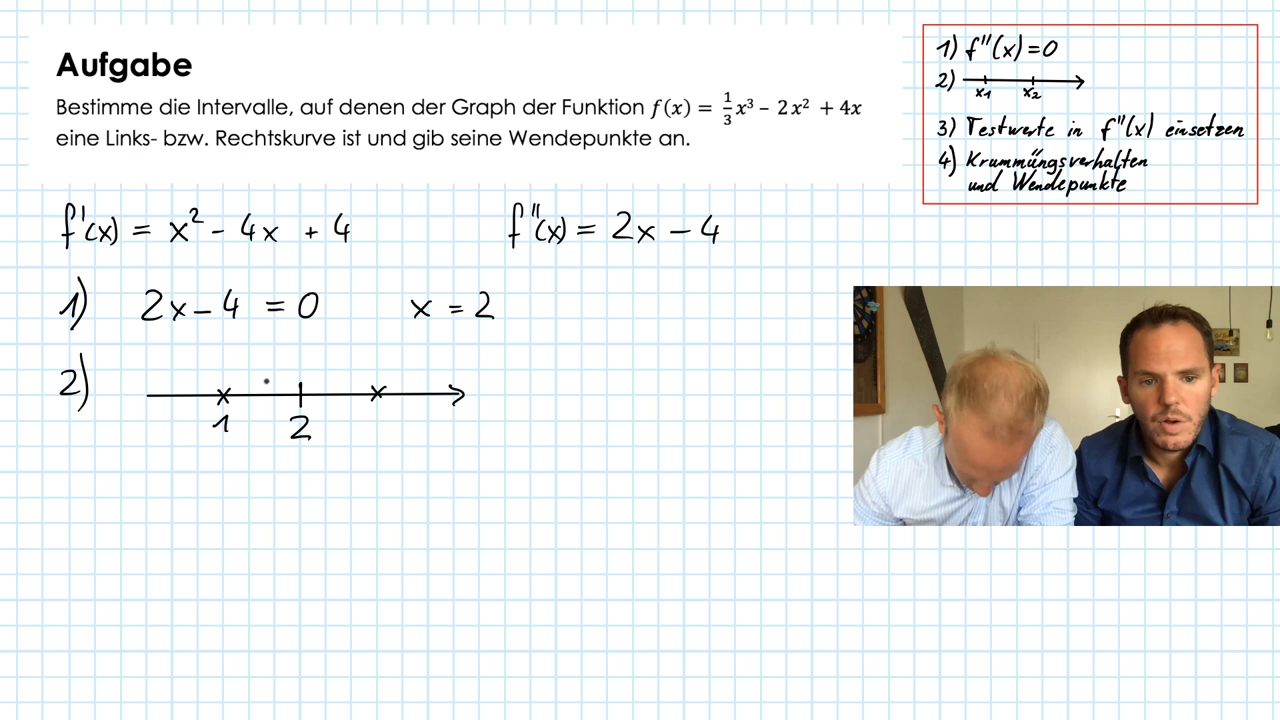 Aufgabe
Bestimme die Intervalle, auf denen der Graph der Funktion f(x) = 1/3 x³ − 2x² + 4x
eine Links- bzw. Rechtskurve ist und gib seine Wendepunkte an.
1) f''(x) = 0
2)
x1 x2
3) Testwerte in f''(x) einsetzen
4) Krümmungsverhalten
und Wendepunkte
f'(x) = x² − 4x + 4 f''(x) = 2x − 4
1) 2x − 4 = 0 x = 2
2)
1 2